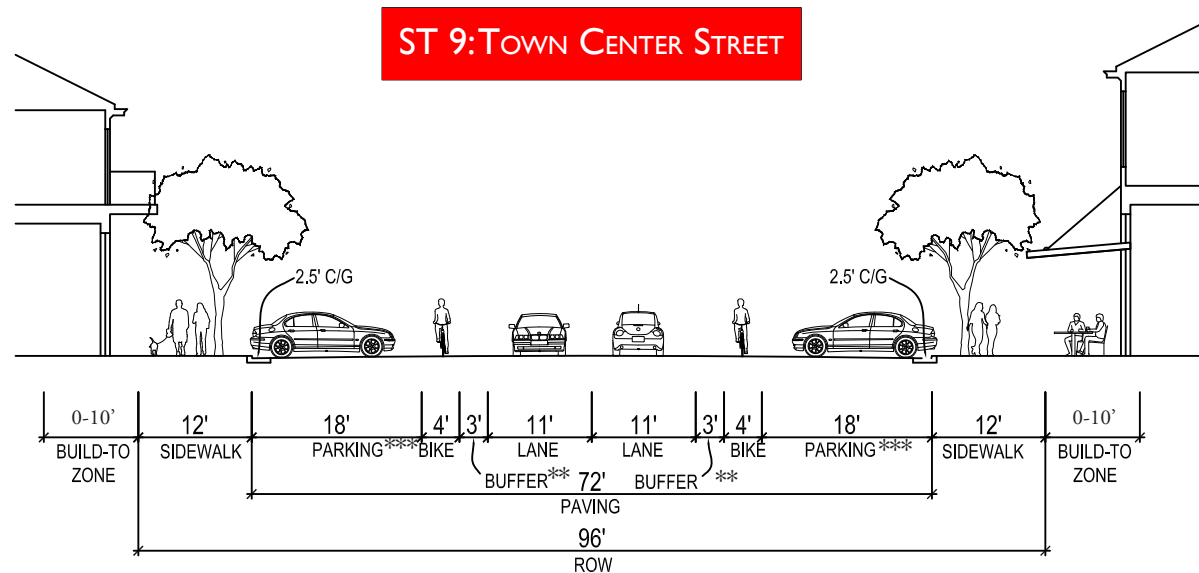 ST 9: TOWN CENTER STREET
2.5' C/G
2.5' C/G
0-10’
12'
18'
4'
3'
11'
11'
3'
4'
18'
12'
0-10’
BUILD-TO
ZONE
SIDEWALK
PARKING***
BIKE
LANE
LANE
BIKE
PARKING***
SIDEWALK
BUILD-TO
ZONE
BUFFER**
BUFFER **
72'
PAVING
96'
ROW